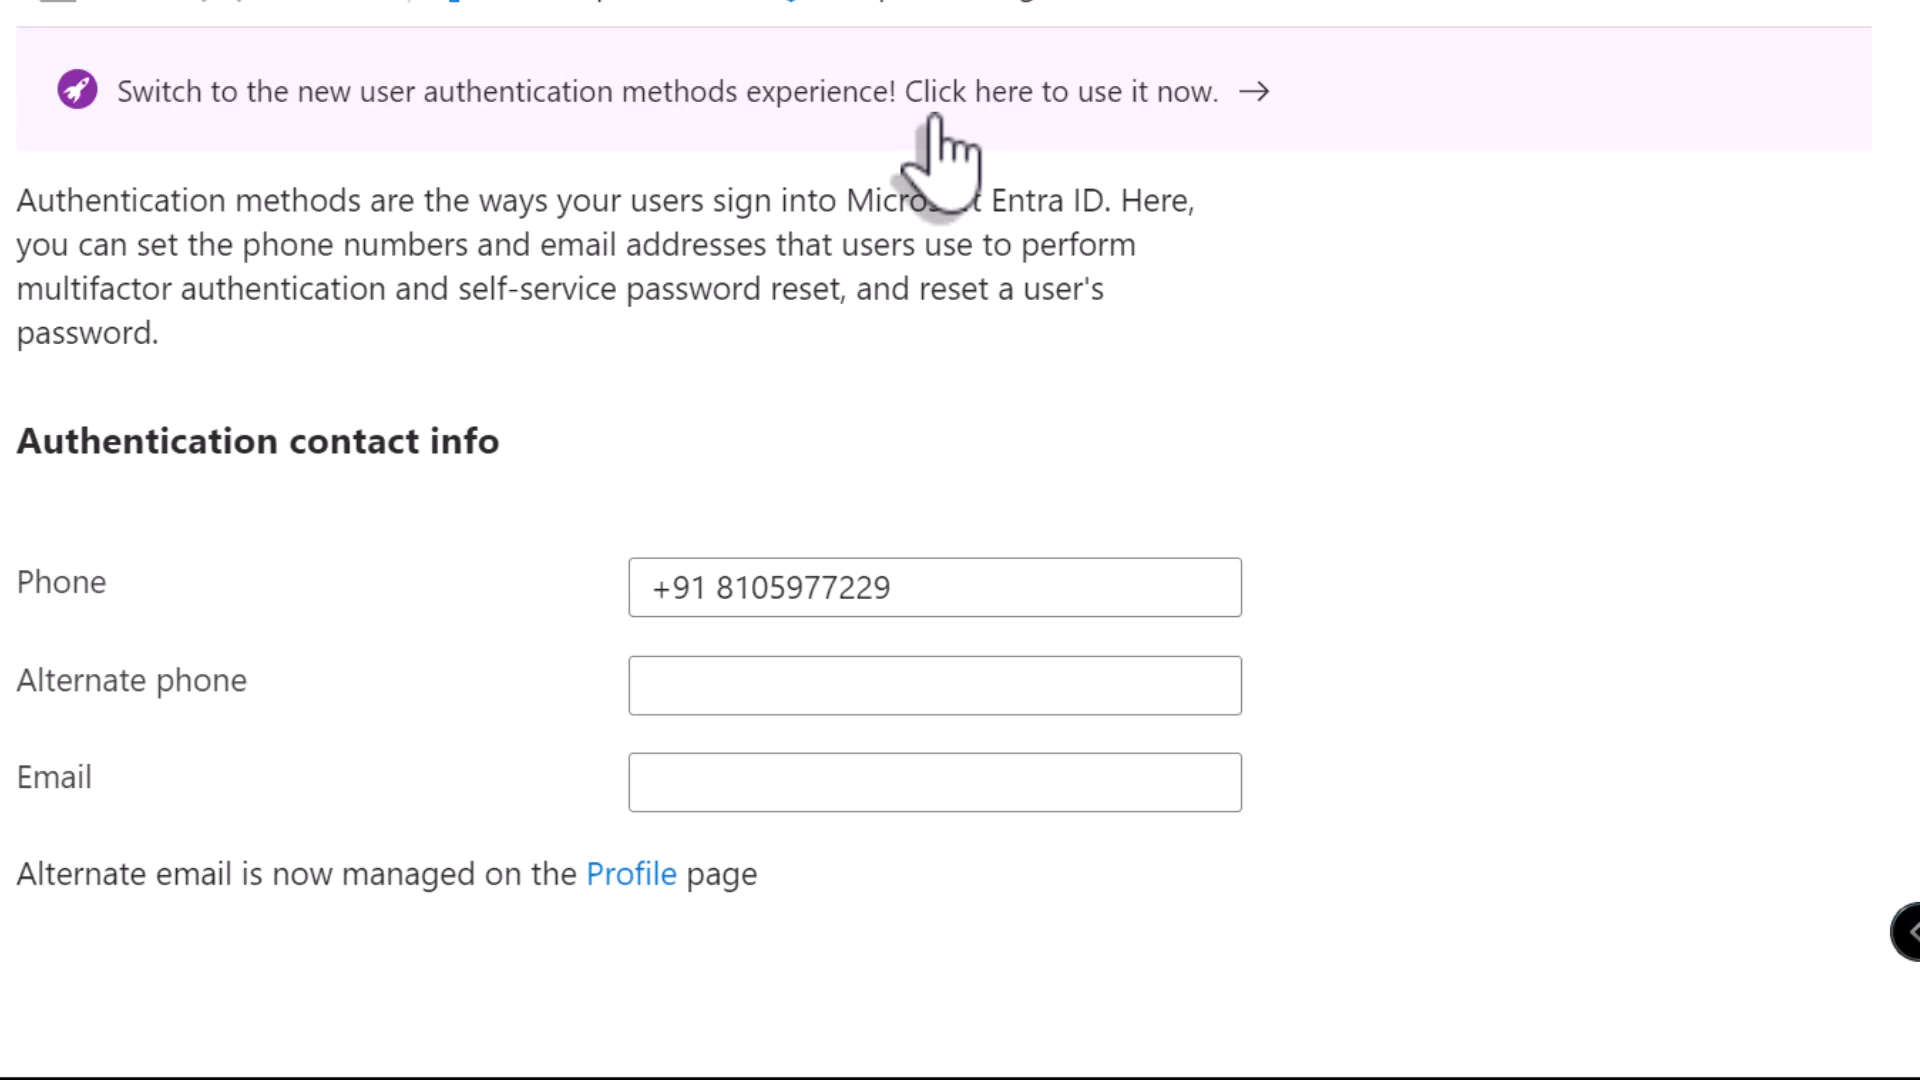 Switch to the new user authentication methods experience! Click here to use it now. →
Authentication methods are the ways your users sign into Entra ID. Here,
you can set the phone numbers and email addresses that users use to perform
multifactor authentication and self-service password reset, and reset a user's
password.
Authentication contact info
Phone
+91 8105977229
Alternate phone
Email
Alternate email is now managed on the Profile page